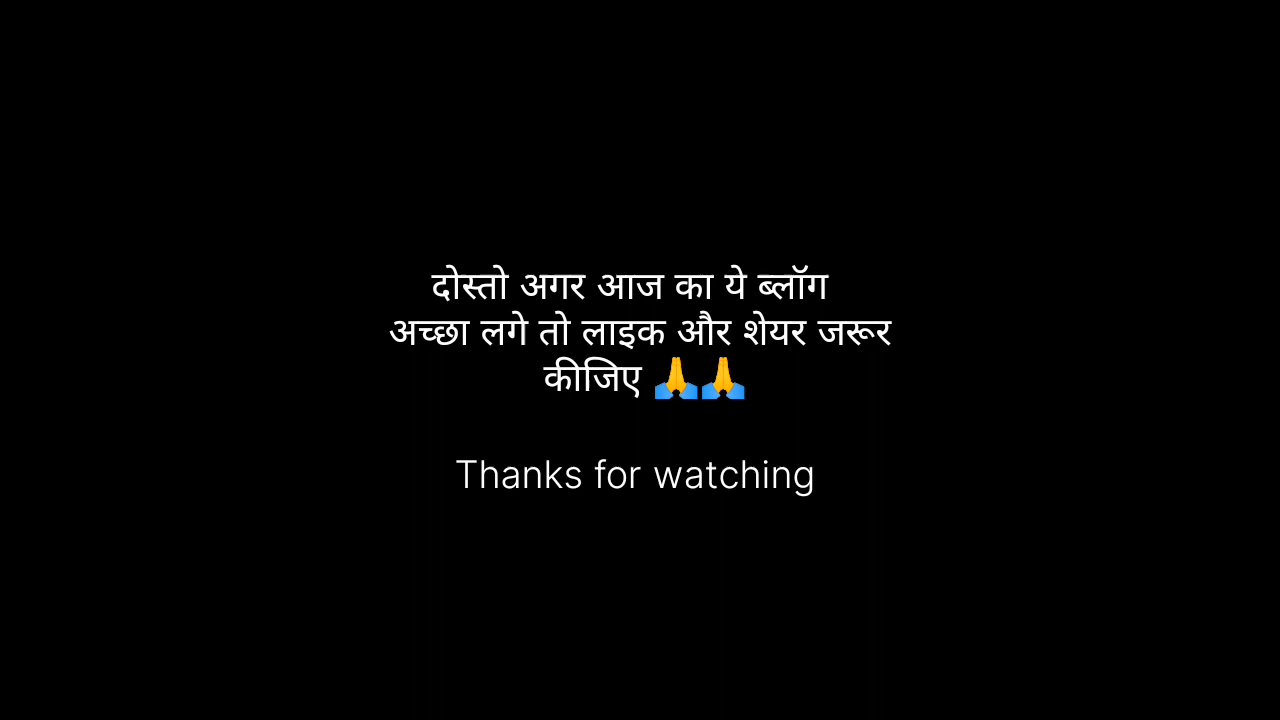 दोस्तो अगर आज का ये ब्लॉग
अच्छा लगे तो लाइक और शेयर जरूर
कीजिए 🙏🙏
Thanks for watching